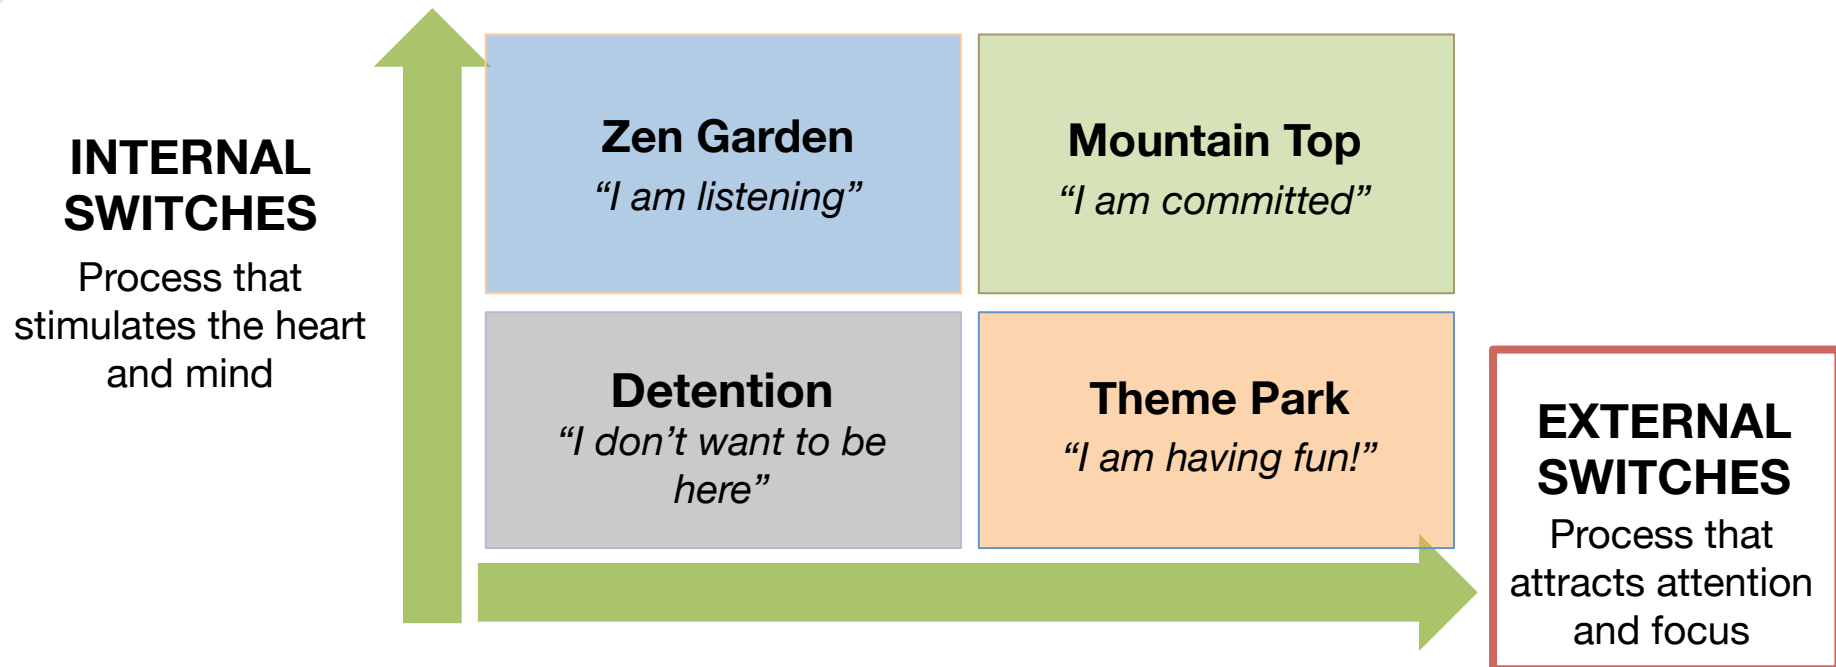 INTERNAL
SWITCHES
Process that
stimulates the heart
and mind
Zen Garden
“I am listening”
Mountain Top
“I am committed”
Detention
“I don’t want to be
here”
Theme Park
“I am having fun!”
EXTERNAL
SWITCHES
Process that
attracts attention
and focus